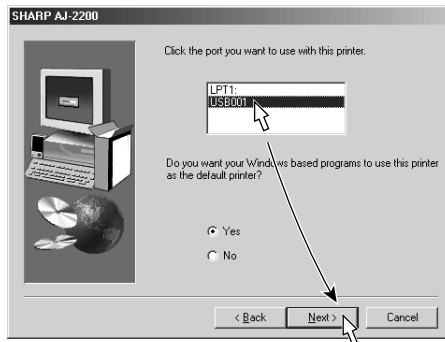 SHARP AJ-2200
Click the port you want to use with this printer.
LPT1:
USB001
Do you want your Windows based programs to use this printer
as the default printer?
Yes
No
< Back
Next >
Cancel